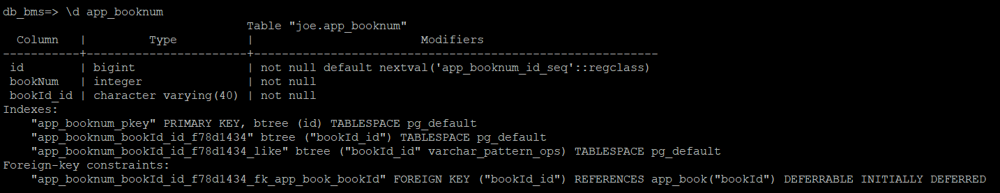 db_bms=> \d app_booknum
                                   Table "joe.app_booknum"
  Column   |         Type          |                        Modifiers
-----------+-----------------------+----------------------------------------------------------
 id        | bigint                | not null default nextval('app_booknum_id_seq'::regclass)
 bookNum   | integer               | not null
 bookId_id | character varying(40) | not null
Indexes:
    "app_booknum_pkey" PRIMARY KEY, btree (id) TABLESPACE pg_default
    "app_booknum_bookId_id_f78d1434" btree ("bookId_id") TABLESPACE pg_default
    "app_booknum_bookId_id_f78d1434_like" btree ("bookId_id" varchar_pattern_ops) TABLESPACE pg_default
Foreign-key constraints:
    "app_booknum_bookId_id_f78d1434_fk_app_book_bookId" FOREIGN KEY ("bookId_id") REFERENCES app_book("bookId") DEFERRABLE INITIALLY DEFERRED